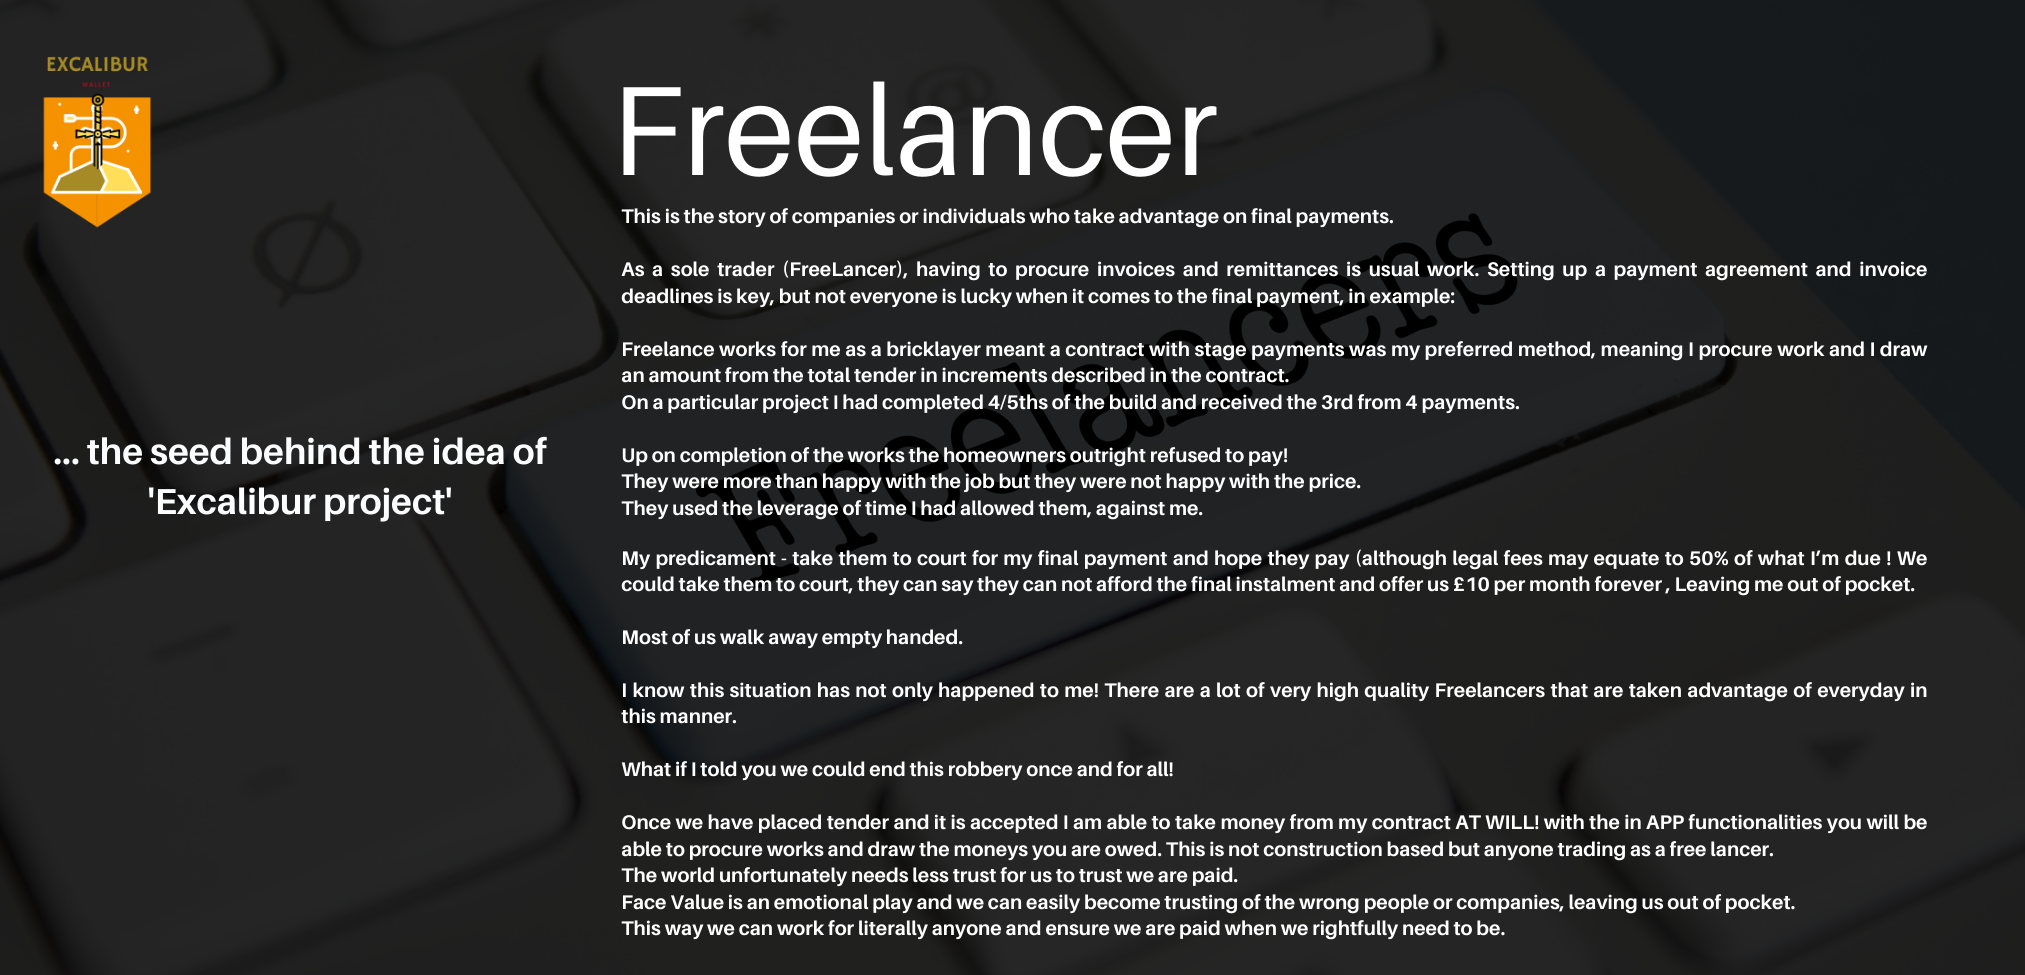 EXCALIBUR
WALLET
Freelancer
This is the story of companies or individuals who take advantage on final payments.
As a sole trader (FreeLancer), having to procure invoices and remittances is usual work. Setting up a payment agreement and invoice
deadlines is key, but not everyone is lucky when it comes to the final payment, in example:
Freelance works for me as a bricklayer meant a contract with stage payments was my preferred method, meaning I procure work and I draw
an amount from the total tender in increments described in the contract.
On a particular project I had completed 4/5ths of the build and received the 3rd from 4 payments.
... the seed behind the idea of
'Excalibur project'
Up on completion of the works the homeowners outright refused to pay!
They were more than happy with the job but they were not happy with the price.
They used the leverage of time I had allowed them, against me.
My predicament - take them to court for my final payment and hope they pay (although legal fees may equate to 50% of what I’m due ! We
could take them to court, they can say they can not afford the final instalment and offer us £10 per month forever , Leaving me out of pocket.
Most of us walk away empty handed.
I know this situation has not only happened to me! There are a lot of very high quality Freelancers that are taken advantage of everyday in
this manner.
What if I told you we could end this robbery once and for all!
Once we have placed tender and it is accepted I am able to take money from my contract AT WILL! with the in APP functionalities you will be
able to procure works and draw the moneys you are owed. This is not construction based but anyone trading as a free lancer.
The world unfortunately needs less trust for us to trust we are paid.
Face Value is an emotional play and we can easily become trusting of the wrong people or companies, leaving us out of pocket.
This way we can work for literally anyone and ensure we are paid when we rightfully need to be.
Freelancers